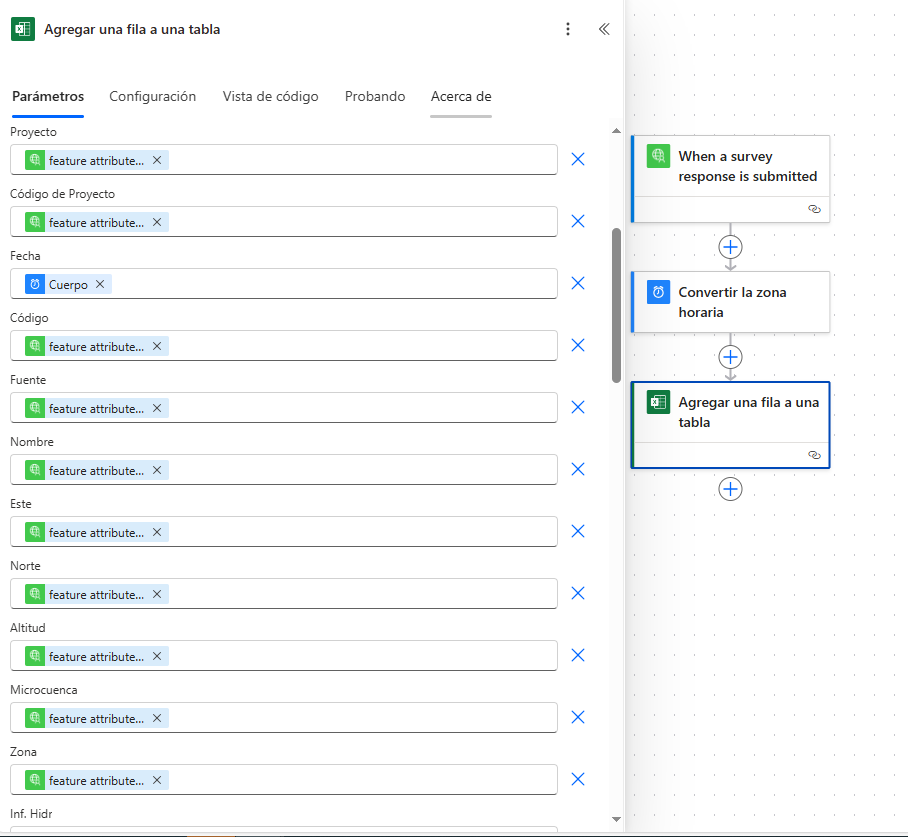 Agregar una fila a una tabla
Parámetros
Configuración
Vista de código
Probando
Acerca de
Proyecto
feature attribute...
Código de Proyecto
feature attribute...
Fecha
Cuerpo
Código
feature attribute...
Fuente
feature attribute...
Nombre
feature attribute...
Este
feature attribute...
Norte
feature attribute...
Altitud
feature attribute...
Microcuenca
feature attribute...
Zona
feature attribute...
Inf. Hidr
When a survey
response is submitted
Convertir la zona
horaria
Agregar una fila a una
tabla